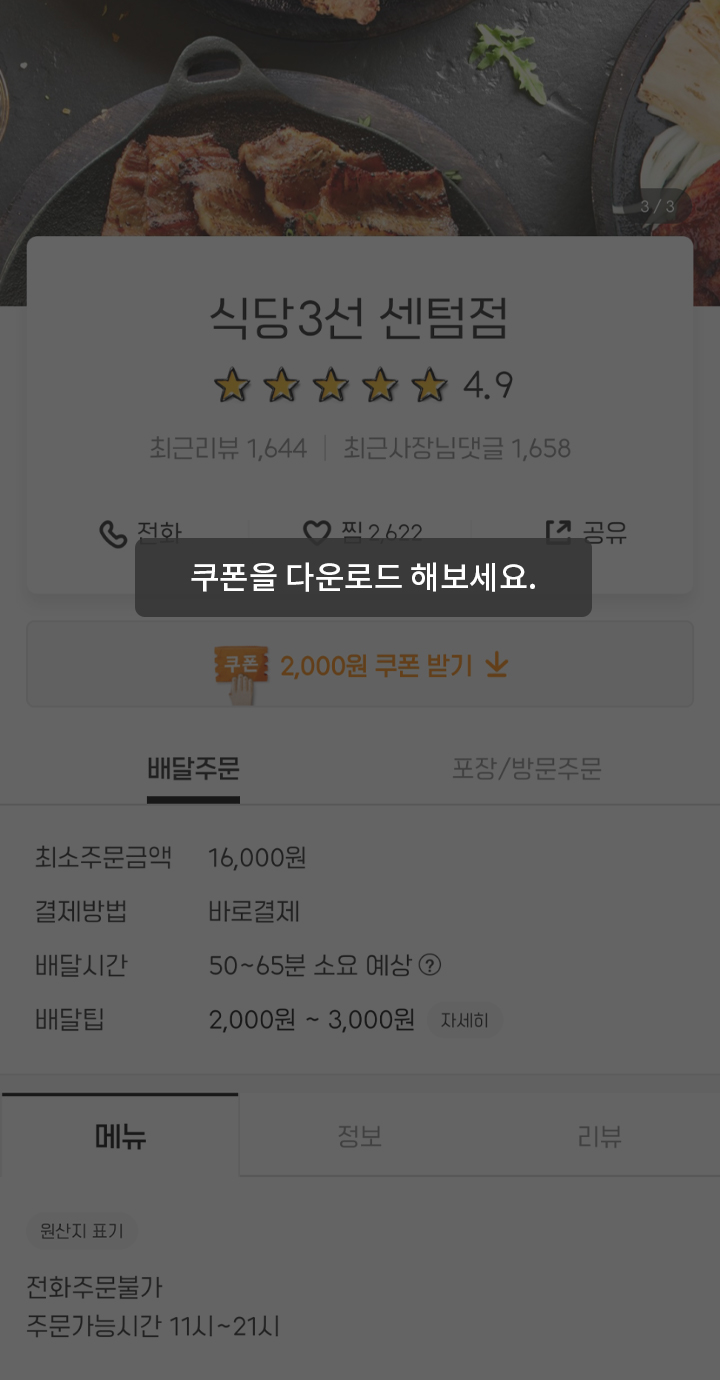 3 / 3
식당3선 센텀점
4.9
최근리뷰 1,644 최근사장님댓글 1,658
전화 찜 2,622 공유
쿠폰을 다운로드 해보세요.
쿠폰 2,000원 쿠폰 받기
배달주문 포장/방문주문
최소주문금액 16,000원
결제방법 바로결제
배달시간 50~65분 소요 예상 ?
배달팁 2,000원 ~ 3,000원 자세히
메뉴 정보 리뷰
원산지 표기
전화주문불가
주문가능시간 11시~21시